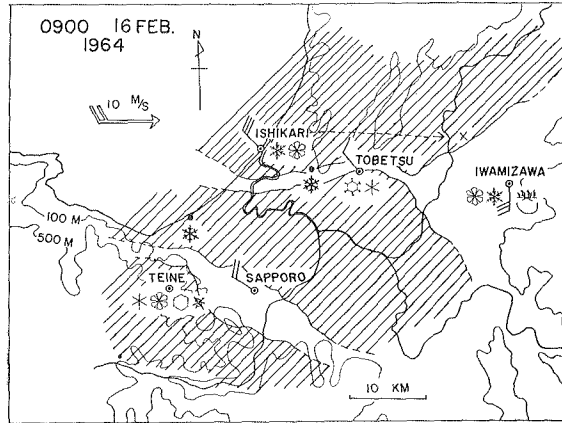 0900 16 FEB.
1964
N
10 M/S
ISHIKARI
X
TOBETSU
IWAMIZAWA
100 M
500 M
TEINE
SAPPORO
10 KM